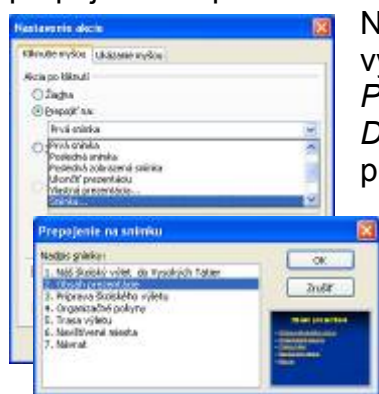 Nastavenie akcie
Kliknutie myšou
Ukázanie myšou
Akcia po kliknutí
Žiadna
Prepojiť na:
Prvá snímka
Prvá snímka
Posledná snímka
Posledná zobrazená snímka
Ukončiť prezentáciu
Vlastná prezentácia...
Snímka...
N
vy
P
D
p
Prepojenie na snímku
Nadpis snímky:
1. Náš školský výlet do Vysokých Tatier
2. Obsah prezentácie
3. Príprava školského výletu
4. Organizačné pokyny
5. Trasa výletu
6. Navštívené miesta
7. Návrat
OK
Zrušiť
Obsah prezentácie